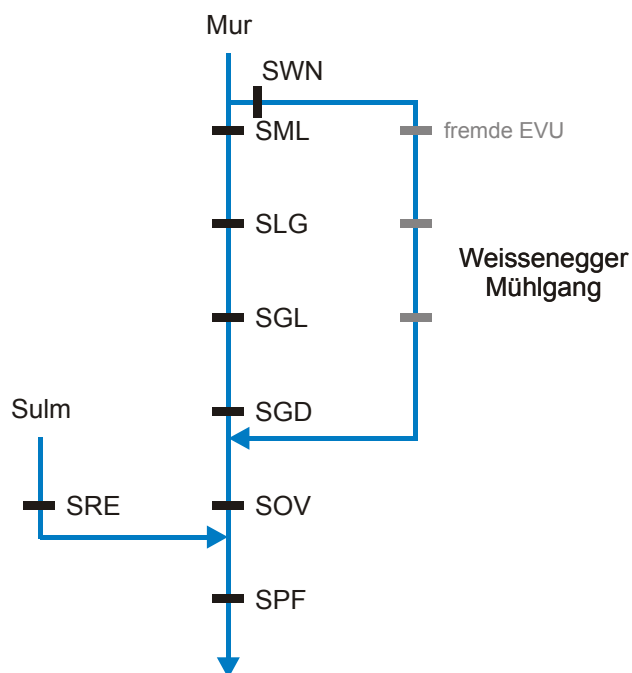 Mur
SWN
SML
fremde EVU
SLG
Weissenegger
Mühlgang
SGL
SGD
Sulm
SRE
SOV
SPF